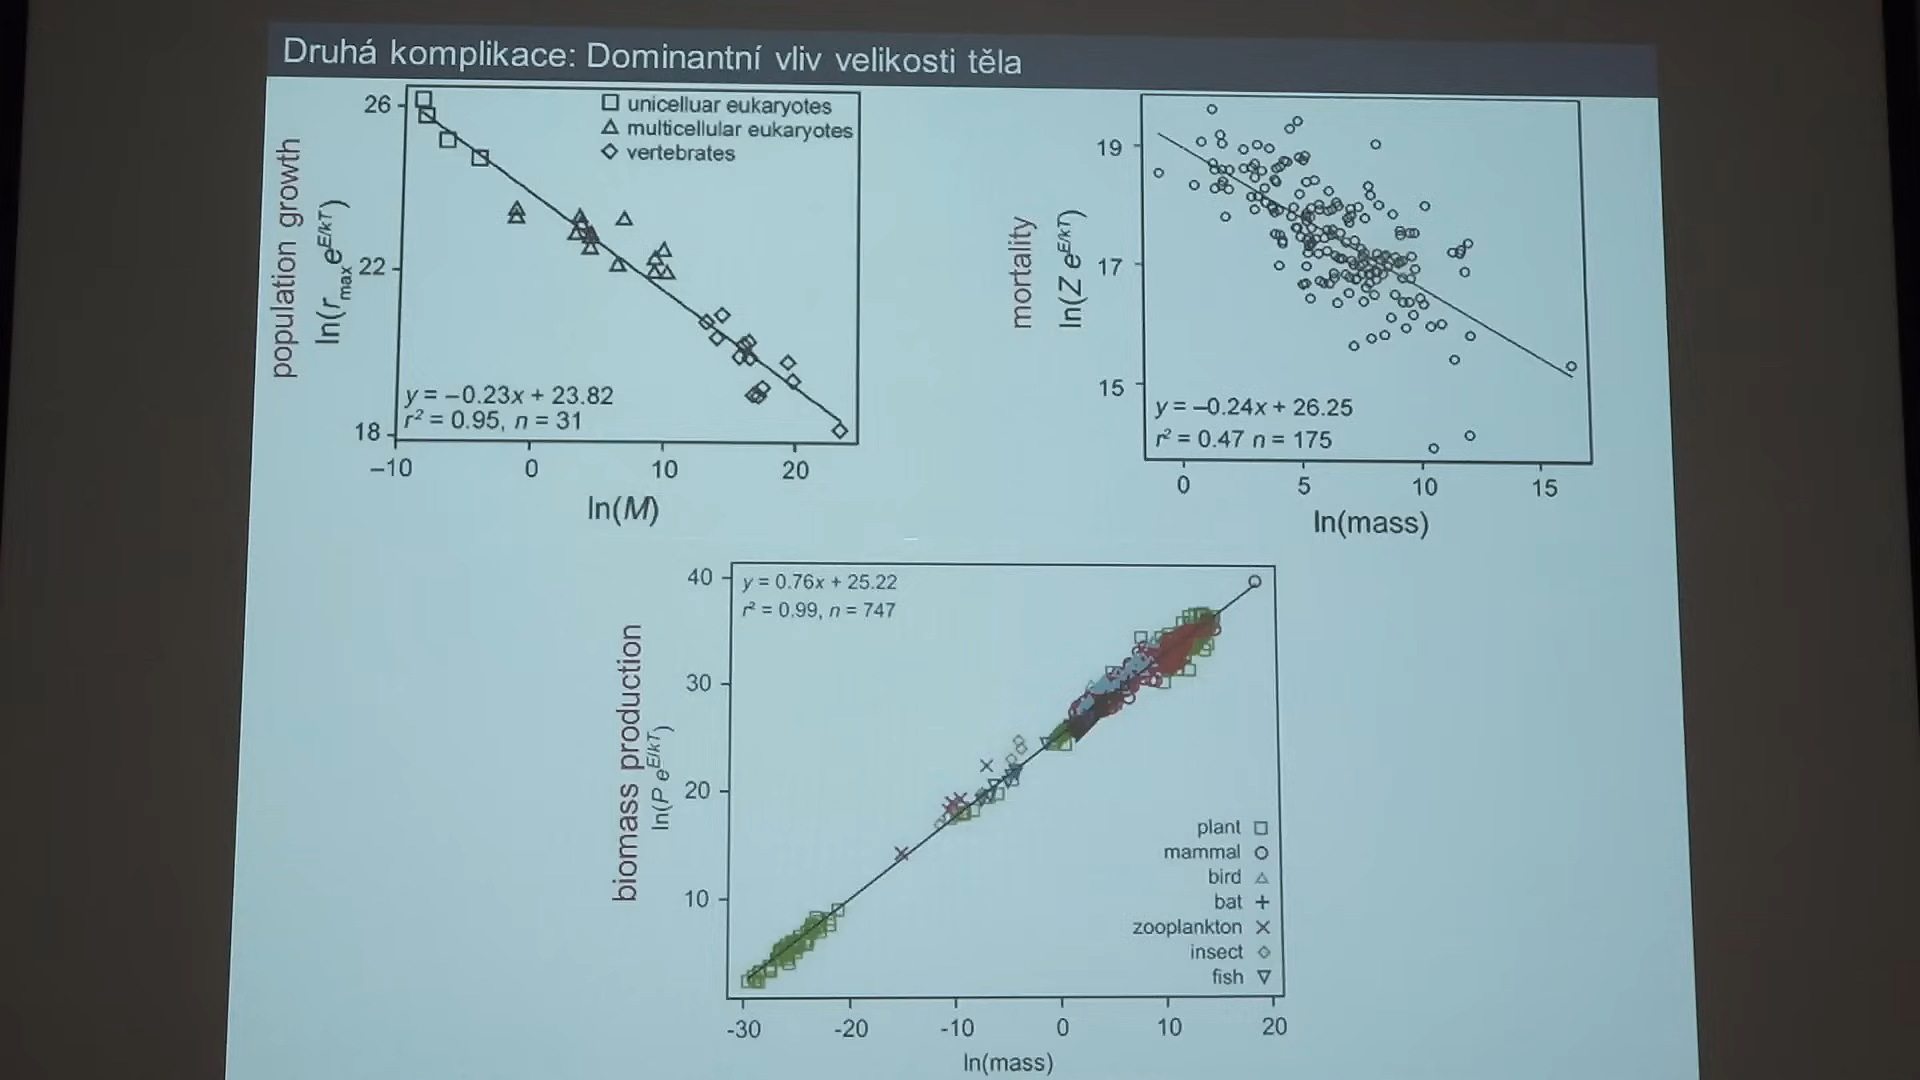 Druhá komplikace: Dominantní vliv velikosti těla
population growth
ln(r_max e^E/kT)
26
22
18
unicelluar eukaryotes
multicellular eukaryotes
vertebrates
y = –0.23x + 23.82
r² = 0.95, n = 31
–10 0 10 20
ln(M)
mortality
ln(Z e^E/kT)
19
17
15
y = –0.24x + 26.25
r² = 0.47 n = 175
0 5 10 15
ln(mass)
biomass production
ln(P e^E/kT)
40
30
20
10
y = 0.76x + 25.22
r² = 0.99, n = 747
plant
mammal
bird
bat
zooplankton
insect
fish
-30 -20 -10 0 10 20
ln(mass)